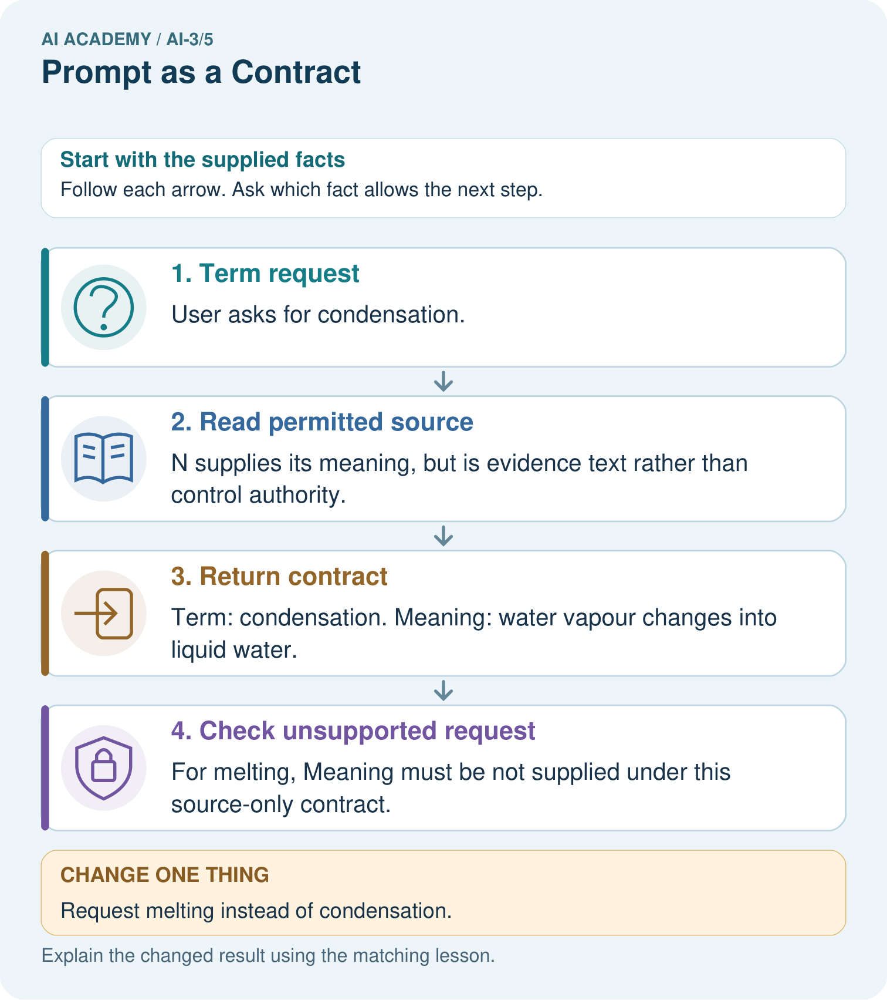 AI ACADEMY / AI-3/5
Prompt as a Contract
Start with the supplied facts
Follow each arrow. Ask which fact allows the next step.
1. Term request
User asks for condensation.
2. Read permitted source
N supplies its meaning, but is evidence text rather than
control authority.
3. Return contract
Term: condensation. Meaning: water vapour changes into
liquid water.
4. Check unsupported request
For melting, Meaning must be not supplied under this
source-only contract.
CHANGE ONE THING
Request melting instead of condensation.
Explain the changed result using the matching lesson.